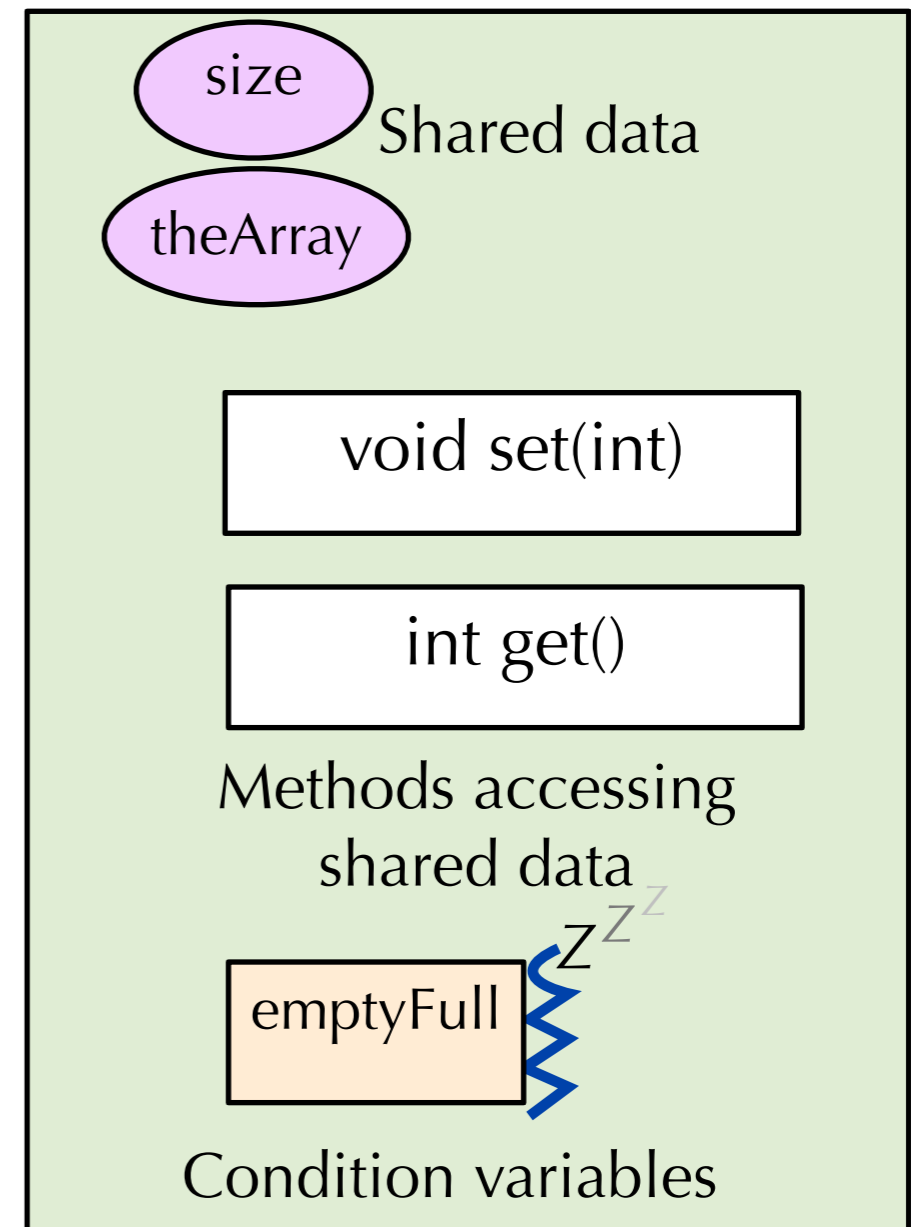 size
Shared data
theArray
void set(int)
int get()
Methods accessing
shared data
Z Z Z
emptyFull
Condition variables